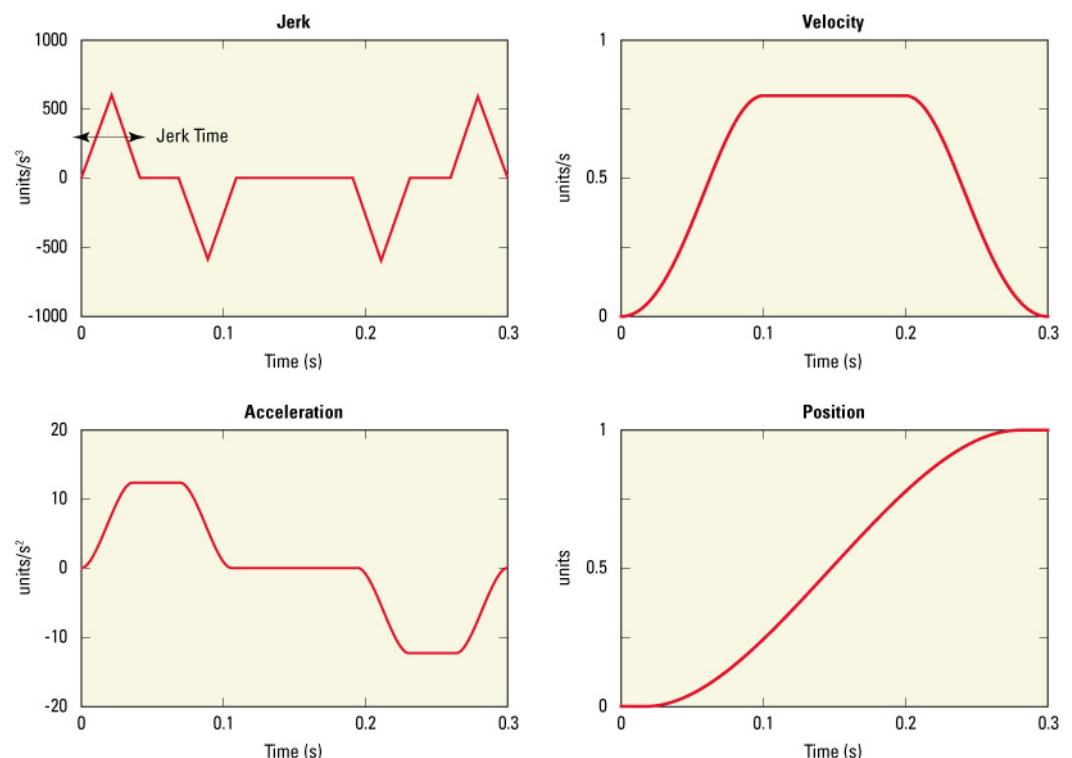 Jerk
1000
500
0
-500
-1000
units/s³
Jerk Time
0
0.1
0.2
0.3
Time (s)
Velocity
1
0.5
0
units/s
0
0.1
0.2
0.3
Time (s)
Acceleration
20
10
0
-10
-20
units/s²
0
0.1
0.2
0.3
Time (s)
Position
1
0.5
0
units
0
0.1
0.2
0.3
Time (s)